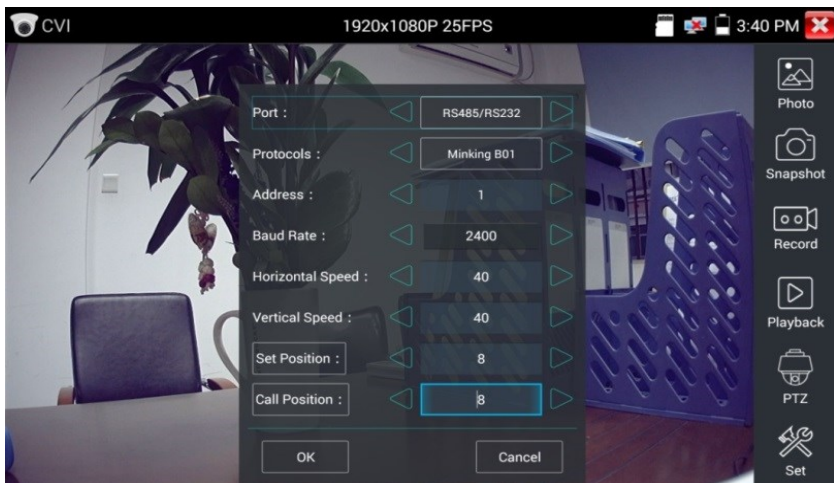 CVI 1920x1080P 25FPS 3:40 PM
Port : RS485/RS232
Protocols : Minking B01
Address : 1
Baud Rate : 2400
Horizontal Speed : 40
Vertical Speed : 40
Set Position : 8
Call Position : 8
OK Cancel
Photo
Snapshot
Record
Playback
PTZ
Set